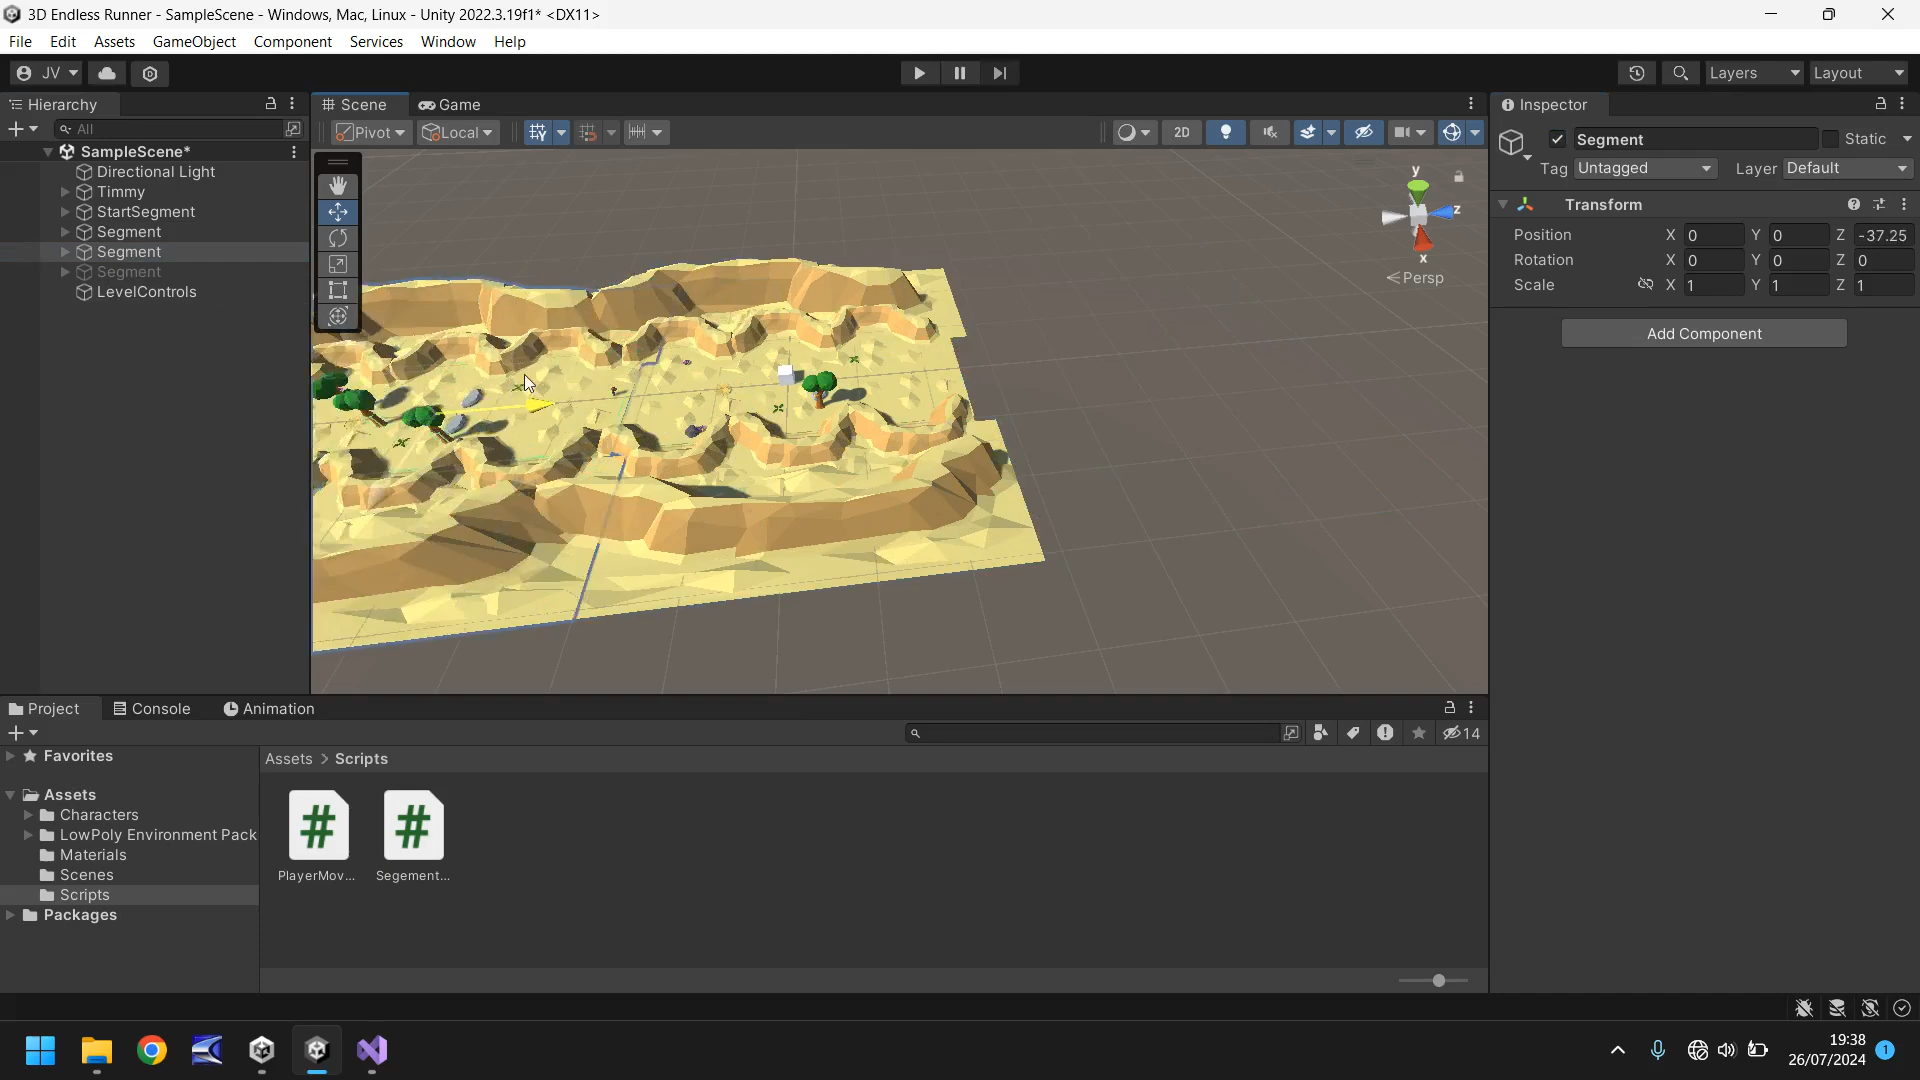 3D Endless Runner - SampleScene - Windows, Mac, Linux - Unity 2022.3.19f1* <DX11>
File Edit Assets GameObject Component Services Window Help
JV Layers Layout
Hierarchy Scene Game Inspector
All Pivot Local 2D
Segment Static
Tag Untagged Layer Default
SampleScene*
Directional Light
Timmy
StartSegment
Segment
Segment
Segment
LevelControls
y
z
x
Persp
Transform
Position X 0 Y 0 Z -37.25
Rotation X 0 Y 0 Z 0
Scale X 1 Y 1 Z 1
Add Component
Project Console Animation
14
Favorites
Assets
Characters
LowPoly Environment Pack
Materials
Scenes
Scripts
Packages
Assets > Scripts
PlayerMov... Segement...
19:38
26/07/2024
1